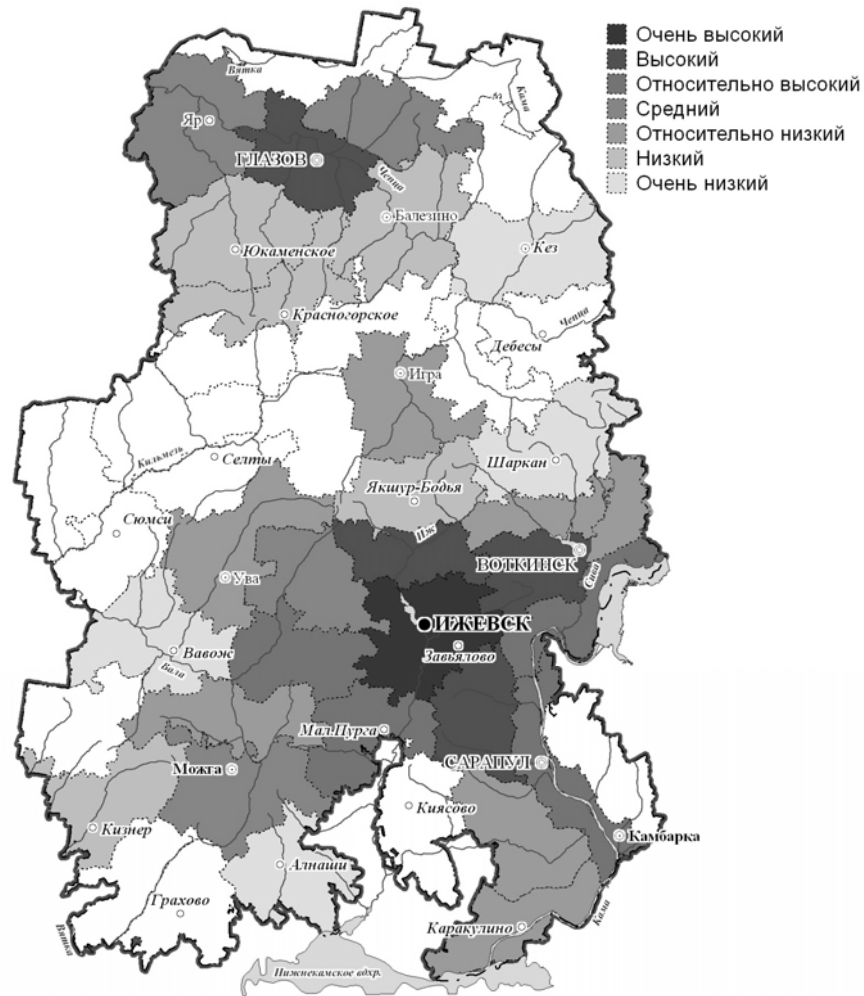 Очень высокий
Высокий
Относительно высокий
Средний
Относительно низкий
Низкий
Очень низкий
Вятка
Кама
Яр
ГЛАЗОВ
Чепца
Балезино
Юкаменское
Кез
Красногорское
Чепца
Дебесы
Игра
Кильмезь
Селты
Шаркан
Якшур-Бодья
Сюмси
Иж
ВОТКИНСК
Сива
Ува
ИЖЕВСК
Завьялово
Вавож
Вала
Мал.Пурга
Можга
САРАПУЛ
Киясово
Кизнер
Камбарка
Алнаши
Грахово
Каракулино
Кама
Вятка
Нижнекамское вдхр.